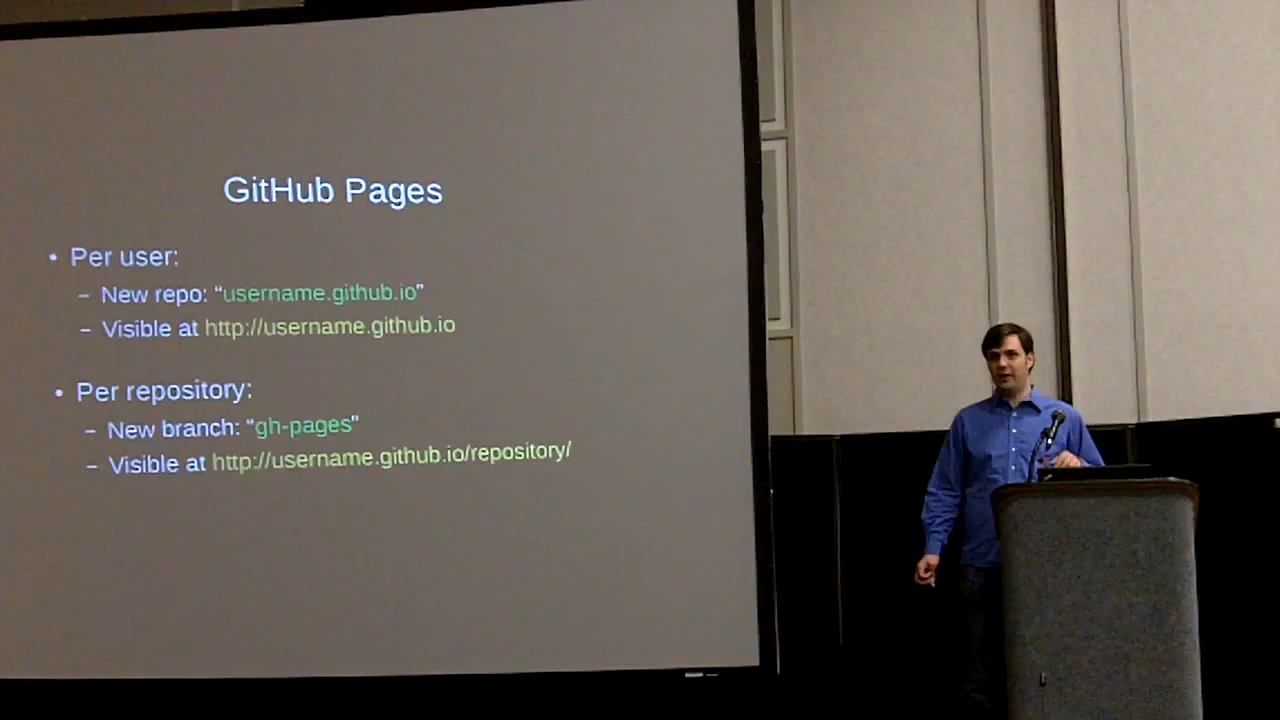 GitHub Pages
• Per user:
– New repo: “username.github.io”
– Visible at http://username.github.io
• Per repository:
– New branch: “gh-pages”
– Visible at http://username.github.io/repository/